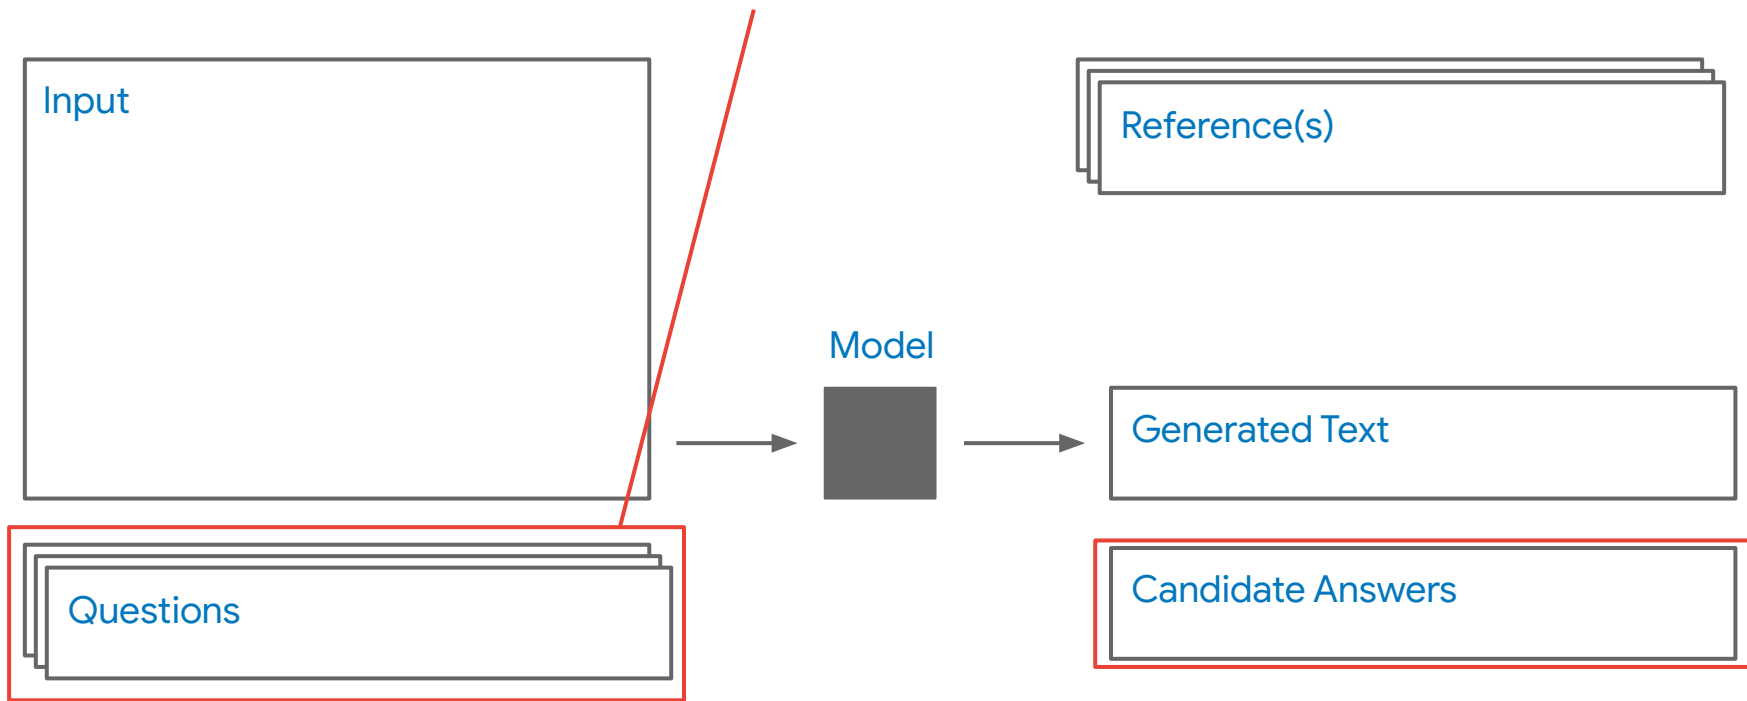 Input
Reference(s)
Model
Generated Text
Candidate Answers
Questions